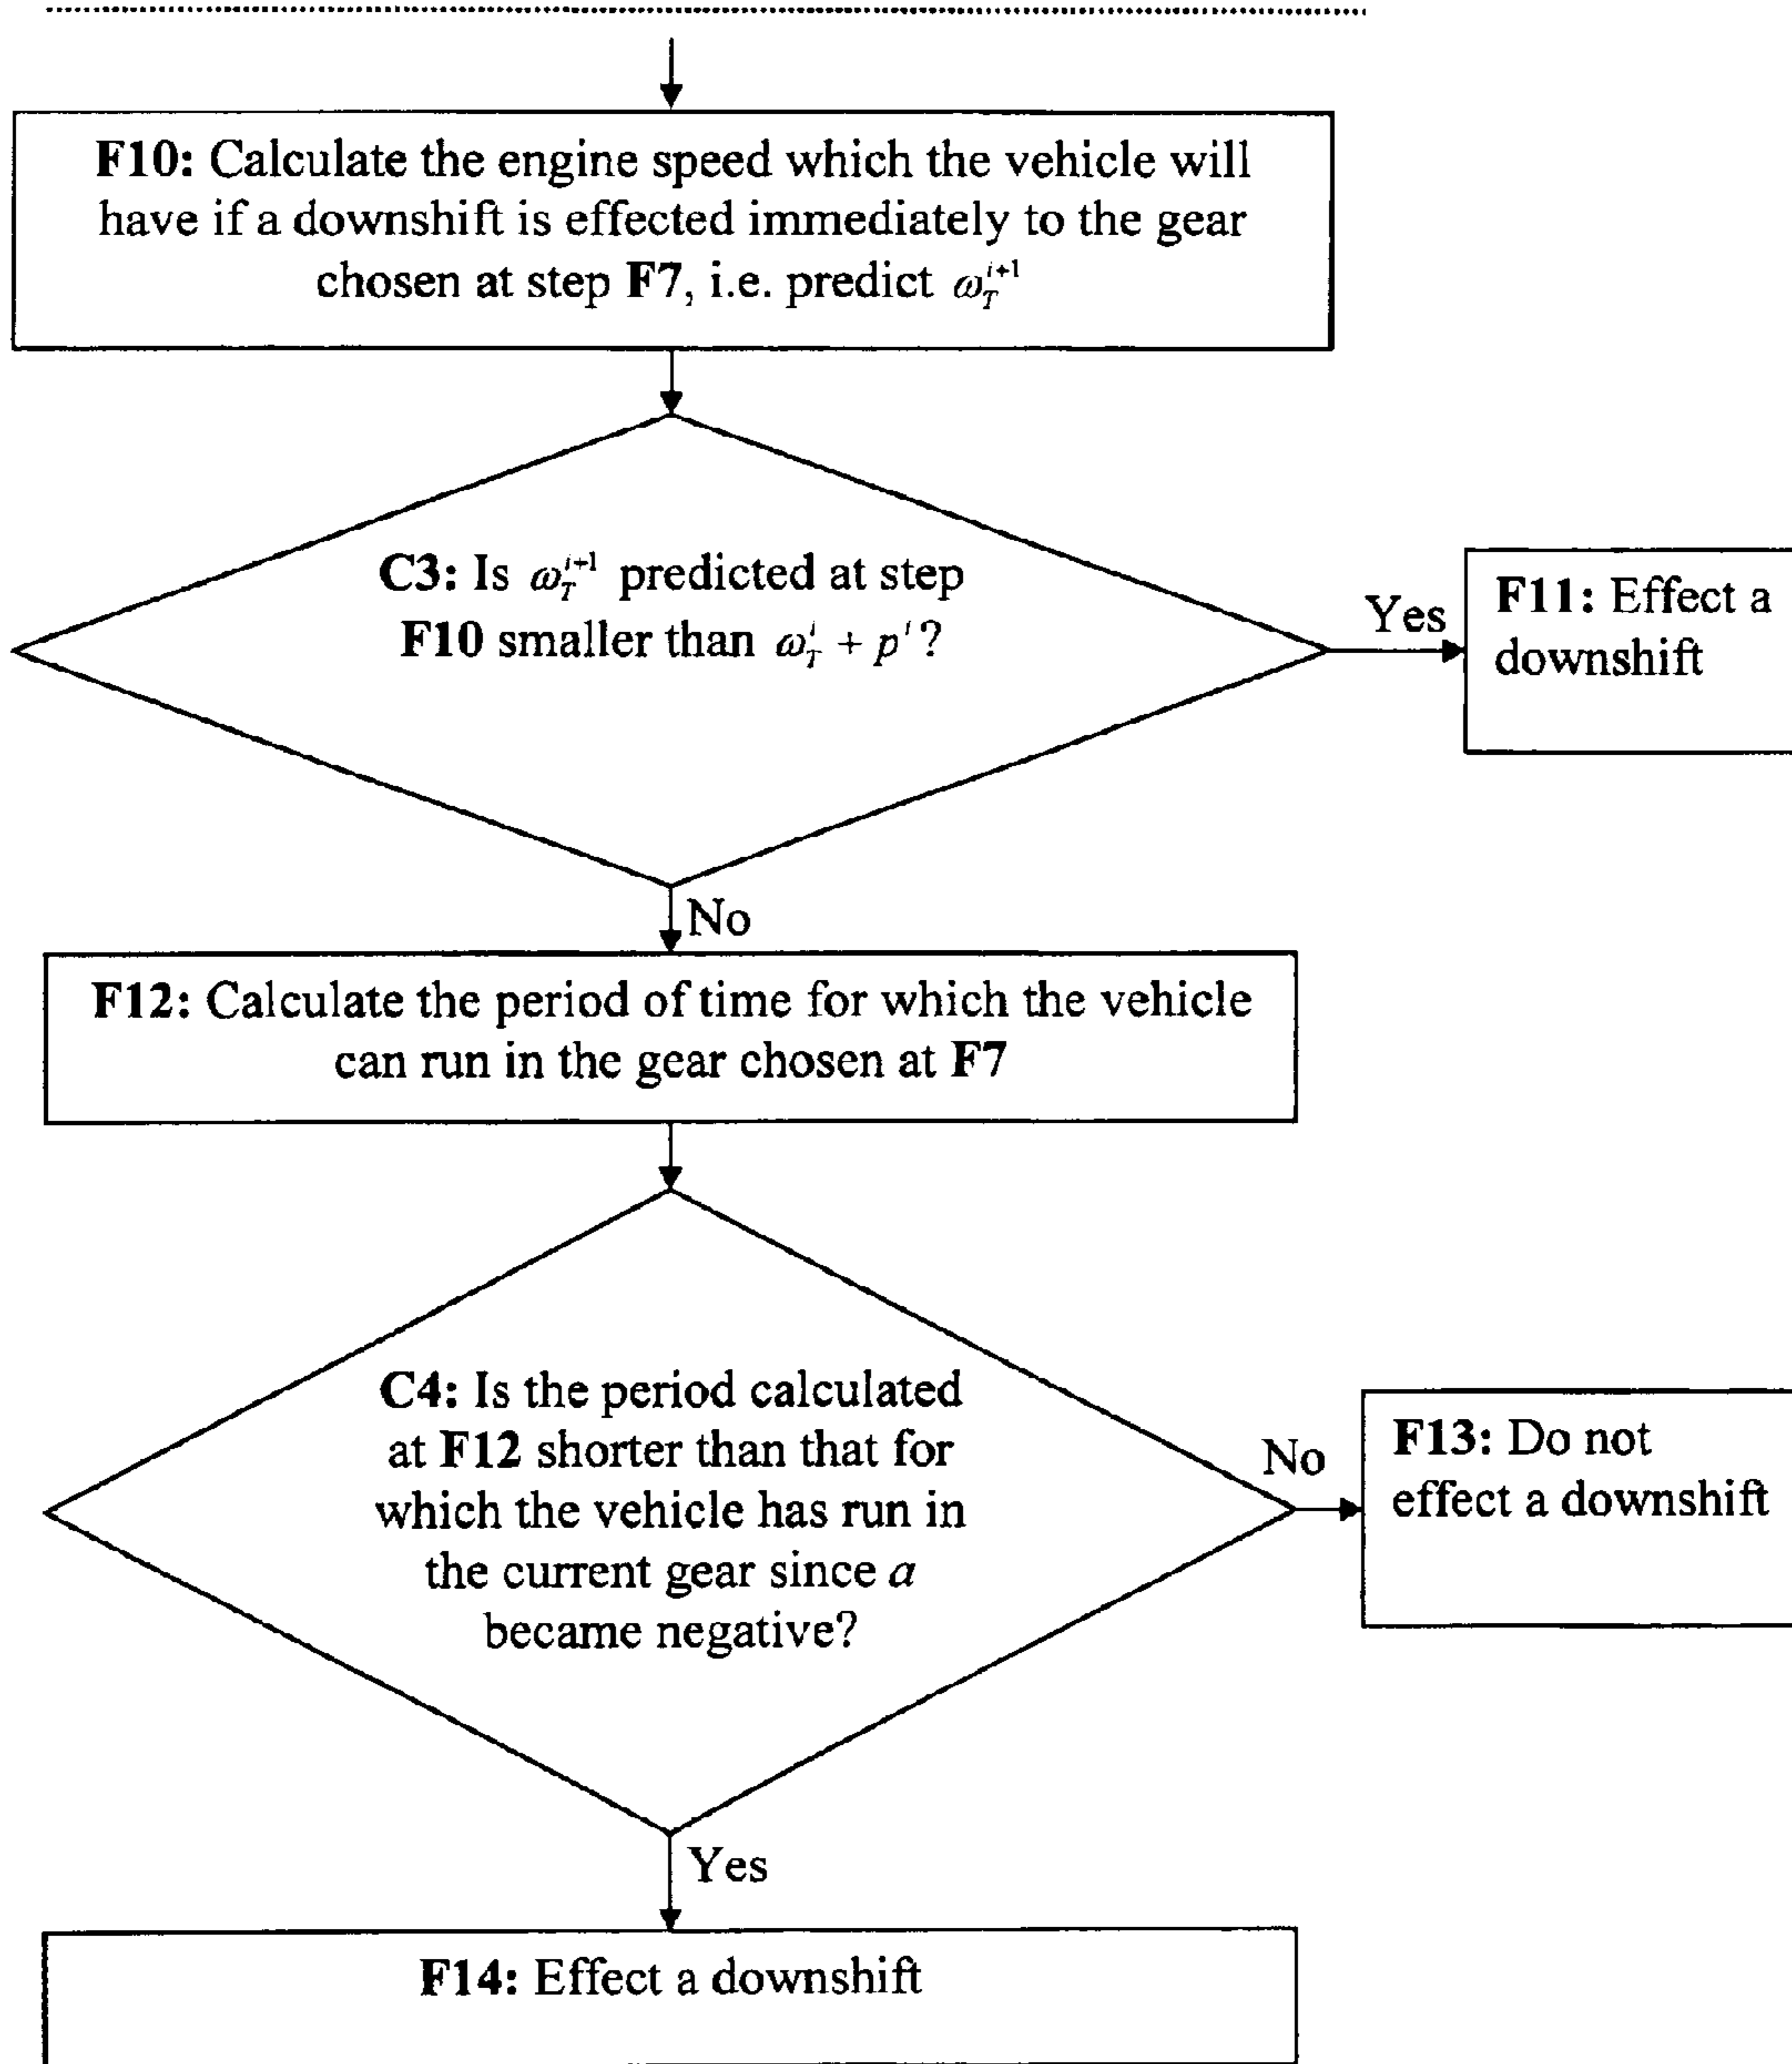 F10: Calculate the engine speed which the vehicle will
have if a downshift is effected immediately to the gear
chosen at step F7, i.e. predict ω_T^{i+1}
C3: Is ω_T^{i+1} predicted at step
F10 smaller than ω_T^i + p^i?
Yes
F11: Effect a
downshift
No
F12: Calculate the period of time for which the vehicle
can run in the gear chosen at F7
C4: Is the period calculated
at F12 shorter than that for
which the vehicle has run in
the current gear since a
became negative?
No
F13: Do not
effect a downshift
Yes
F14: Effect a downshift